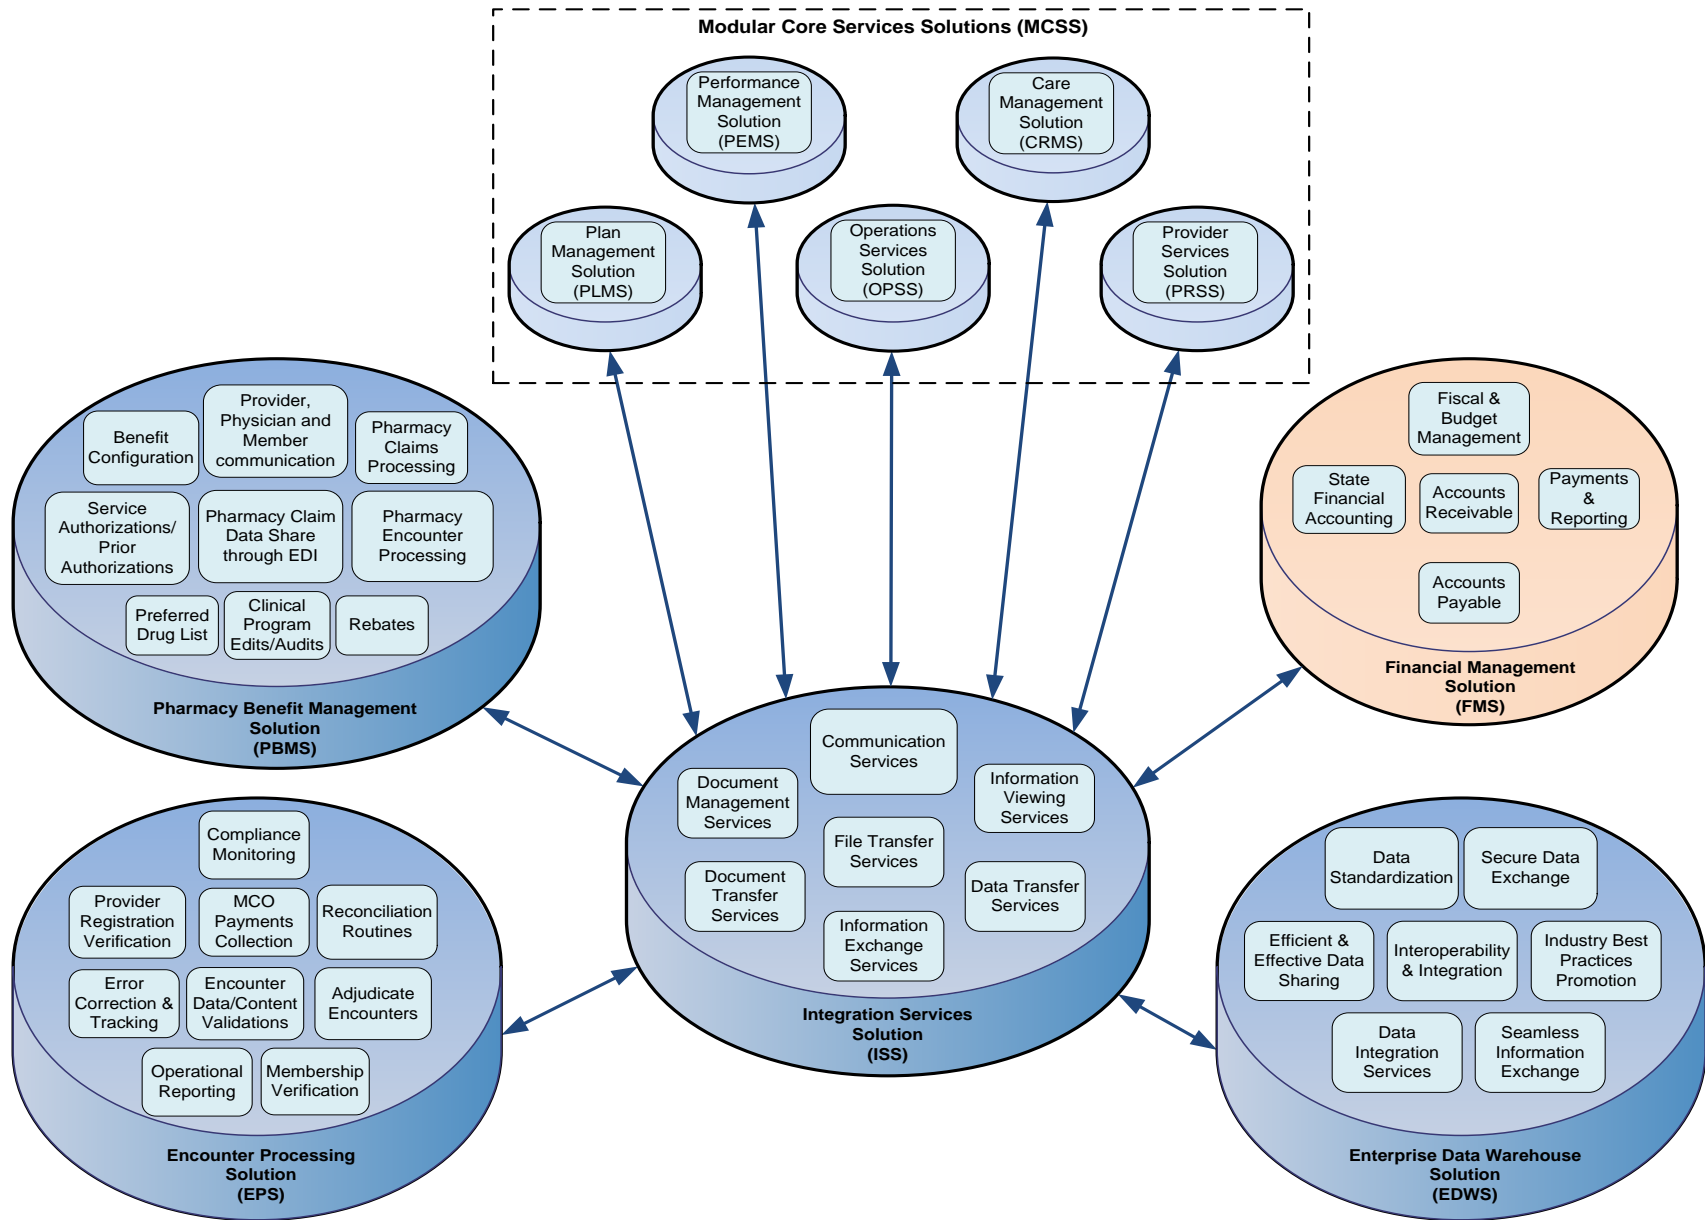 Modular Core Services Solutions (MCSS)
Performance
Management
Solution
(PEMS)
Care
Management
Solution
(CRMS)
Plan
Management
Solution
(PLMS)
Operations
Services
Solution
(OPSS)
Provider
Services
Solution
(PRSS)
Benefit
Configuration
Provider,
Physician and
Member
communication
Pharmacy
Claims
Processing
Service
Authorizations/
Prior
Authorizations
Pharmacy Claim
Data Share
through EDI
Pharmacy
Encounter
Processing
Preferred
Drug List
Clinical
Program
Edits/Audits
Rebates
Pharmacy Benefit Management
Solution
(PBMS)
Fiscal &
Budget
Management
State
Financial
Accounting
Accounts
Receivable
Payments
&
Reporting
Accounts
Payable
Financial Management
Solution
(FMS)
Communication
Services
Document
Management
Services
Information
Viewing
Services
File Transfer
Services
Document
Transfer
Services
Data Transfer
Services
Information
Exchange
Services
Integration Services
Solution
(ISS)
Compliance
Monitoring
Provider
Registration
Verification
MCO
Payments
Collection
Reconciliation
Routines
Error
Correction &
Tracking
Encounter
Data/Content
Validations
Adjudicate
Encounters
Operational
Reporting
Membership
Verification
Encounter Processing
Solution
(EPS)
Data
Standardization
Secure Data
Exchange
Efficient &
Effective Data
Sharing
Interoperability
& Integration
Industry Best
Practices
Promotion
Data
Integration
Services
Seamless
Information
Exchange
Enterprise Data Warehouse
Solution
(EDWS)